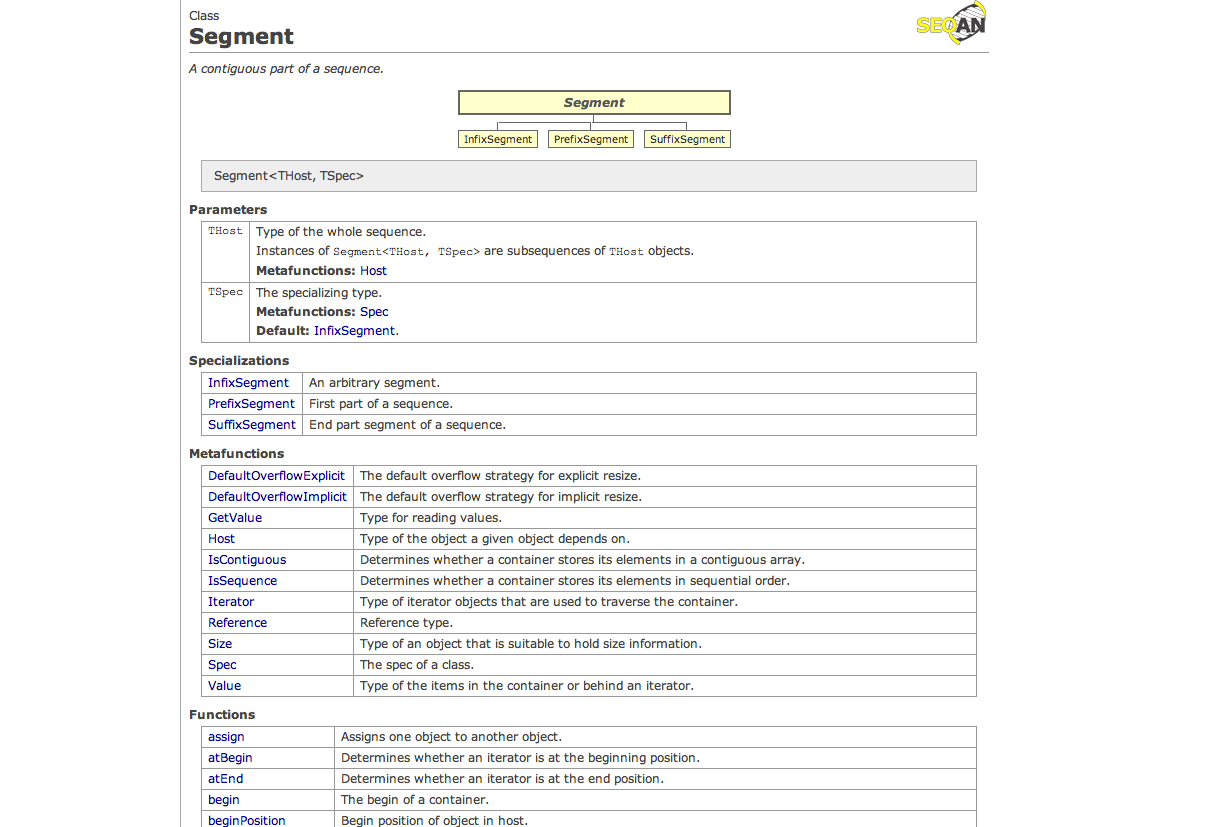 Class
Segment
SEQAN
A contiguous part of a sequence.
Segment
InfixSegment PrefixSegment SuffixSegment
Segment<THost, TSpec>
Parameters
THost Type of the whole sequence.
Instances of Segment<THost, TSpec> are subsequences of THost objects.
Metafunctions: Host
TSpec The specializing type.
Metafunctions: Spec
Default: InfixSegment.
Specializations
InfixSegment An arbitrary segment.
PrefixSegment First part of a sequence.
SuffixSegment End part segment of a sequence.
Metafunctions
DefaultOverflowExplicit The default overflow strategy for explicit resize.
DefaultOverflowImplicit The default overflow strategy for implicit resize.
GetValue Type for reading values.
Host Type of the object a given object depends on.
IsContiguous Determines whether a container stores its elements in a contiguous array.
IsSequence Determines whether a container stores its elements in sequential order.
Iterator Type of iterator objects that are used to traverse the container.
Reference Reference type.
Size Type of an object that is suitable to hold size information.
Spec The spec of a class.
Value Type of the items in the container or behind an iterator.
Functions
assign Assigns one object to another object.
atBegin Determines whether an iterator is at the beginning position.
atEnd Determines whether an iterator is at the end position.
begin The begin of a container.
beginPosition Begin position of object in host.